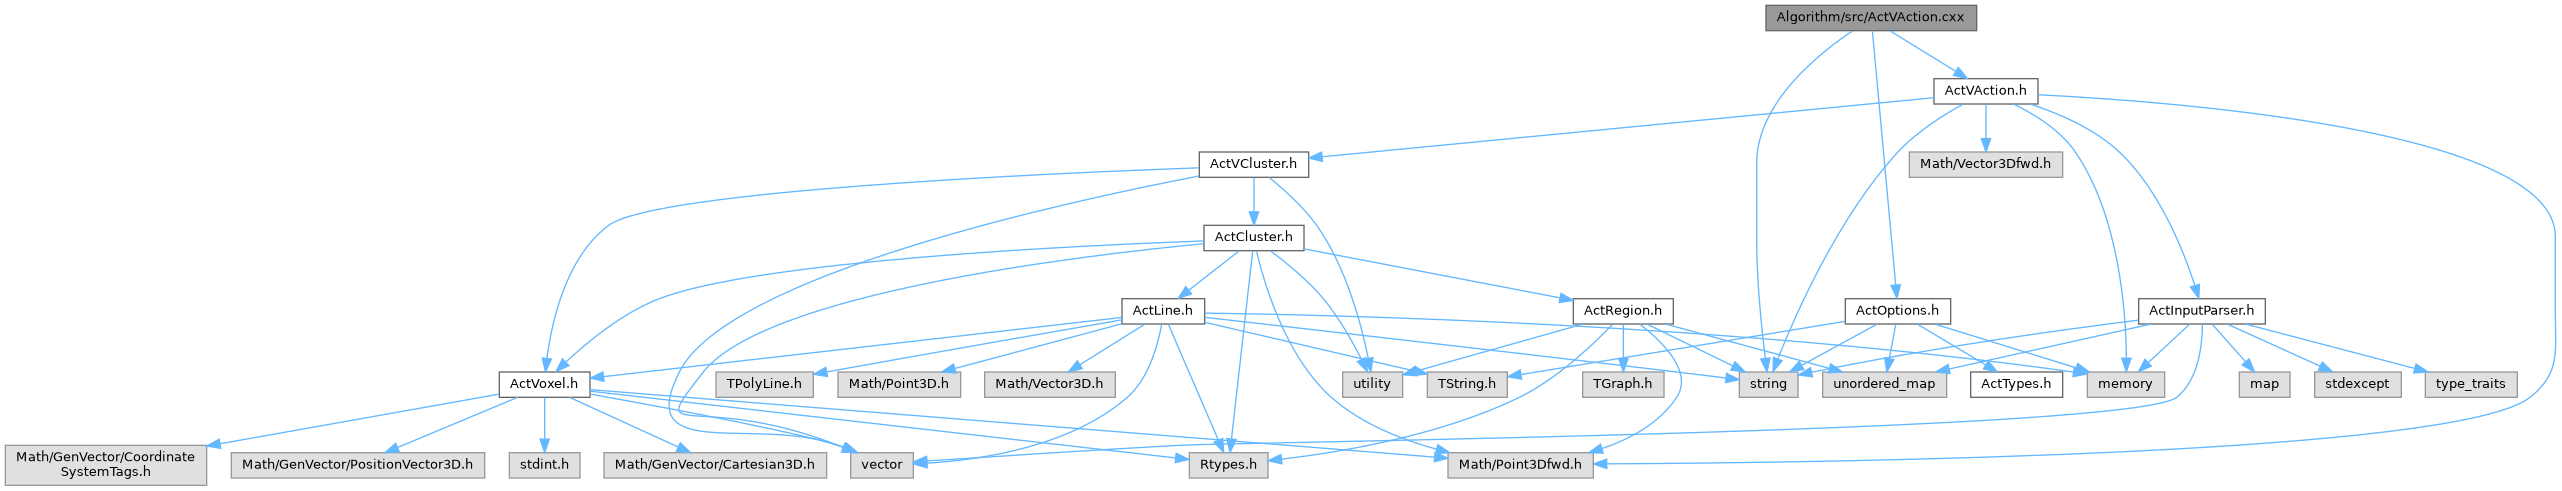 Algorithm/src/ActVAction.cxx
ActVAction.h
ActVCluster.h
Math/Vector3Dfwd.h
ActCluster.h
ActLine.h
ActRegion.h
ActOptions.h
ActInputParser.h
ActVoxel.h
TPolyLine.h
Math/Point3D.h
Math/Vector3D.h
utility
TString.h
TGraph.h
string
unordered_map
ActTypes.h
memory
map
stdexcept
type_traits
Math/GenVector/Coordinate
SystemTags.h
Math/GenVector/PositionVector3D.h
stdint.h
Math/GenVector/Cartesian3D.h
vector
Rtypes.h
Math/Point3Dfwd.h